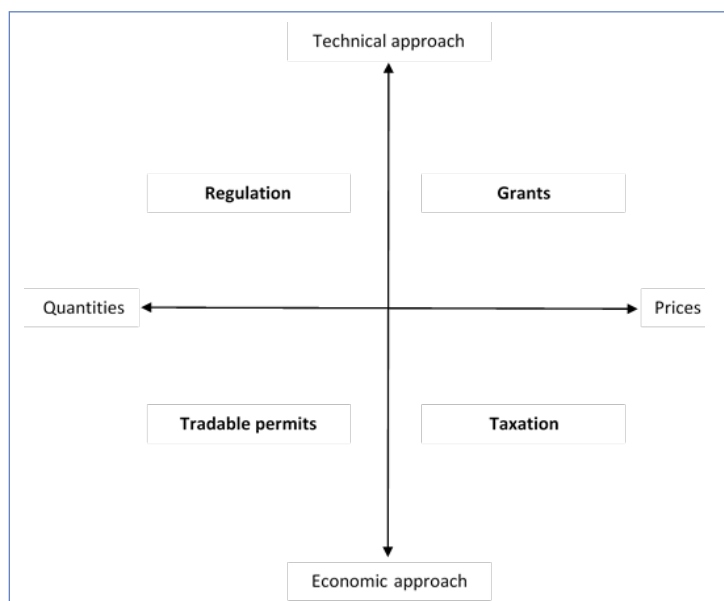 Technical approach
Regulation
Grants
Quantities
Prices
Tradable permits
Taxation
Economic approach